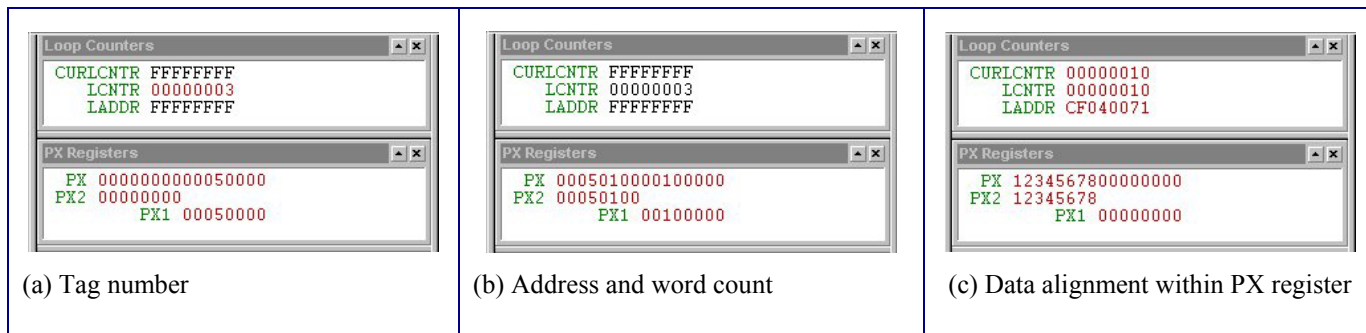 Loop Counters
CURLCNTR FFFFFFFF
LCNTR 00000003
LADDR FFFFFFFF
PX Registers
PX 0000000000050000
PX2 00000000
PX1 00050000
(a) Tag number
Loop Counters
CURLCNTR FFFFFFFF
LCNTR 00000003
LADDR FFFFFFFF
PX Registers
PX 0005010000100000
PX2 00050100
PX1 00100000
(b) Address and word count
Loop Counters
CURLCNTR 00000010
LCNTR 00000010
LADDR CF040071
PX Registers
PX 1234567800000000
PX2 12345678
PX1 00000000
(c) Data alignment within PX register